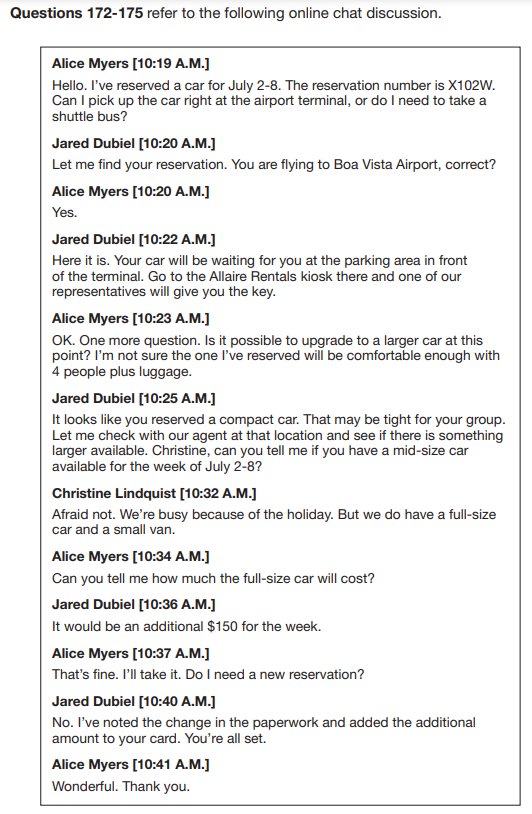 Questions 172-175 refer to the following online chat discussion.
Alice Myers [10:19 A.M.]
Hello. I've reserved a car for July 2-8. The reservation number is X102W.
Can I pick up the car right at the airport terminal, or do I need to take a
shuttle bus?
Jared Dubiel [10:20 A.M.]
Let me find your reservation. You are flying to Boa Vista Airport, correct?
Alice Myers [10:20 A.M.]
Yes.
Jared Dubiel [10:22 A.M.]
Here it is. Your car will be waiting for you at the parking area in front
of the terminal. Go to the Allaire Rentals kiosk there and one of our
representatives will give you the key.
Alice Myers [10:23 A.M.]
OK. One more question. Is it possible to upgrade to a larger car at this
point? I'm not sure the one I've reserved will be comfortable enough with
4 people plus luggage.
Jared Dubiel [10:25 A.M.]
It looks like you reserved a compact car. That may be tight for your group.
Let me check with our agent at that location and see if there is something
larger available. Christine, can you tell me if you have a mid-size car
available for the week of July 2-8?
Christine Lindquist [10:32 A.M.]
Afraid not. We're busy because of the holiday. But we do have a full-size
car and a small van.
Alice Myers [10:34 A.M.]
Can you tell me how much the full-size car will cost?
Jared Dubiel [10:36 A.M.]
It would be an additional $150 for the week.
Alice Myers [10:37 A.M.]
That's fine. I'll take it. Do I need a new reservation?
Jared Dubiel [10:40 A.M.]
No. I've noted the change in the paperwork and added the additional
amount to your card. You're all set.
Alice Myers [10:41 A.M.]
Wonderful. Thank you.